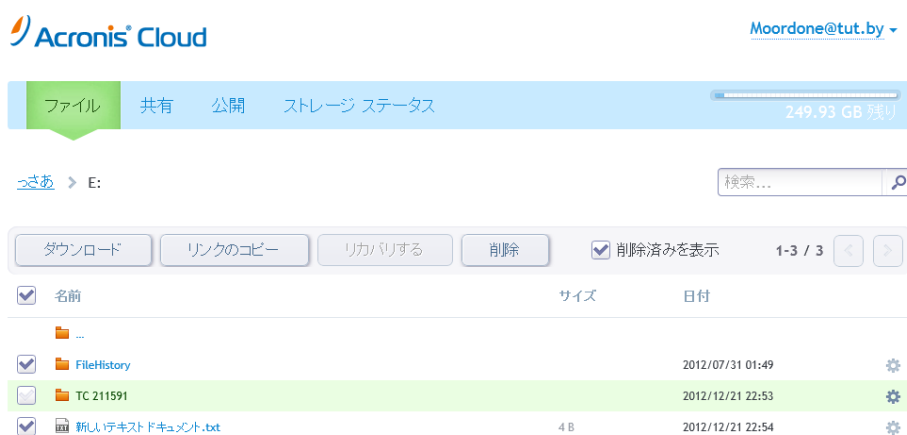 Acronis® Cloud
Moordone@tut.by
ファイル 共有 公開 ストレージ ステータス
249.93 GB 残り
っさあ > E:
検索...
ダウンロード リンクのコピー リカバリする 削除 削除済みを表示 1-3 / 3 < >
名前 サイズ 日付
...
FileHistory 2012/07/31 01:49
TC 211591 2012/12/21 22:53
新しいテキスト ドキュメント.txt 4 B 2012/12/21 22:54